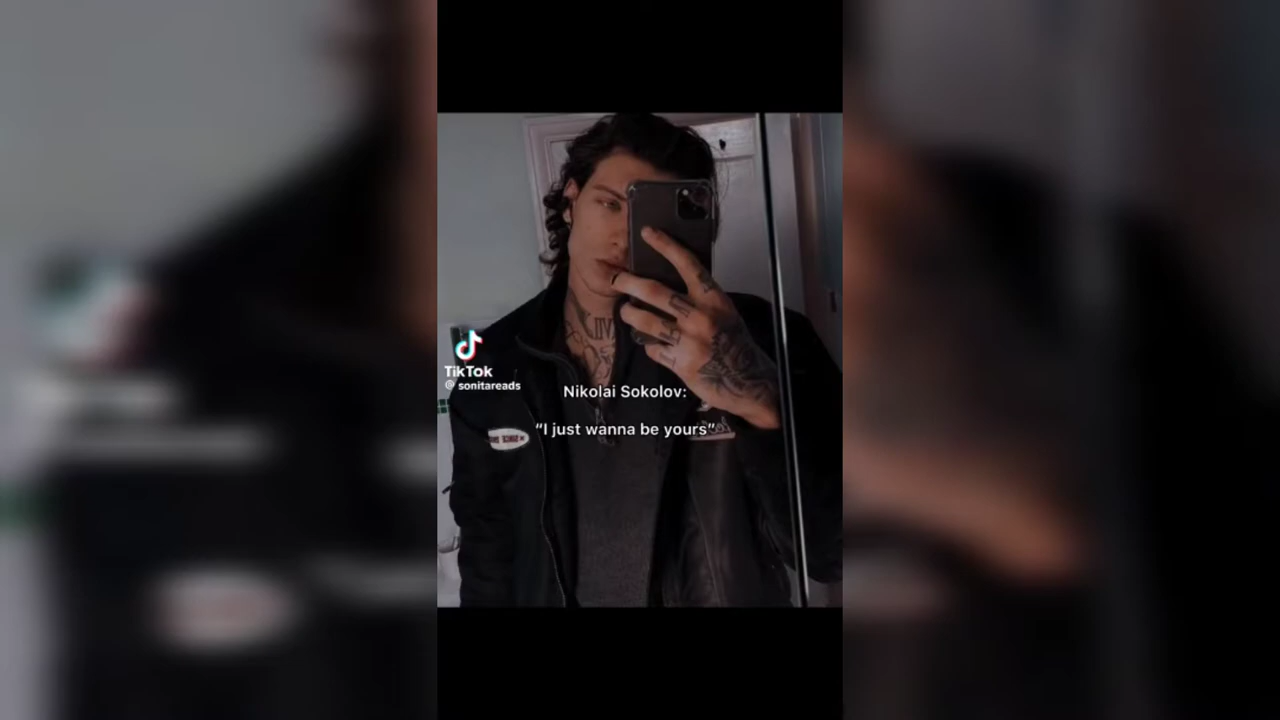 TikTok
@ sonitareads
Nikolai Sokolov:
“I just wanna be yours”